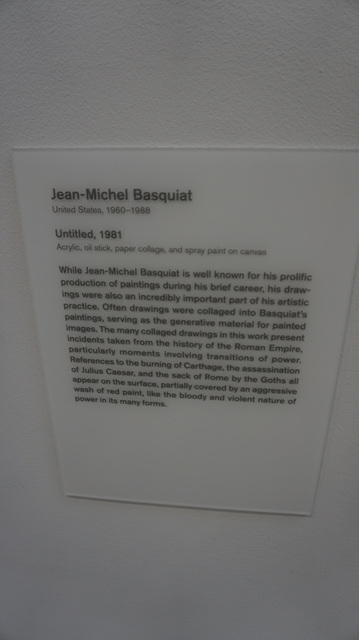 Jean-Michel Basquiat
United States, 1960–1988
Untitled, 1981
Acrylic, oil stick, paper collage, and spray paint on canvas
While Jean-Michel Basquiat is well known for his prolific
production of paintings during his brief career, his draw-
ings were also an incredibly important part of his artistic
practice. Often drawings were collaged into Basquiat's
paintings, serving as the generative material for painted
images. The many collaged drawings in this work present
incidents taken from the history of the Roman Empire,
particularly moments involving transitions of power.
References to the burning of Carthage, the assassination
of Julius Caesar, and the sack of Rome by the Goths all
appear on the surface, partially covered by an aggressive
wash of red paint, like the bloody and violent nature of
power in its many forms.